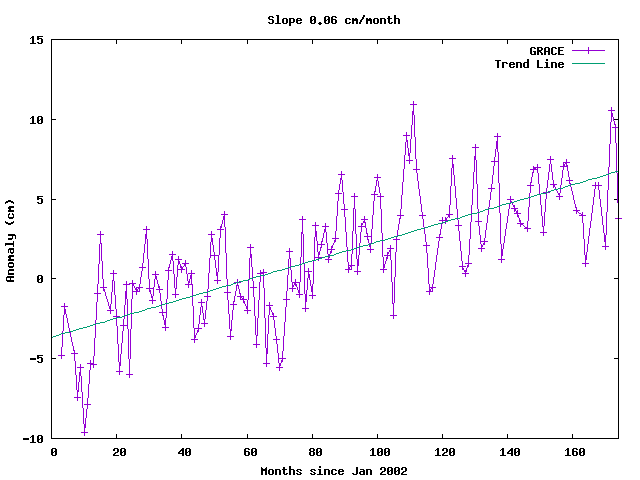 Slope 0.06 cm/month
GRACE
Trend Line
Anomaly (cm)
15
10
5
0
-5
-10
0 20 40 60 80 100 120 140 160
Months since Jan 2002